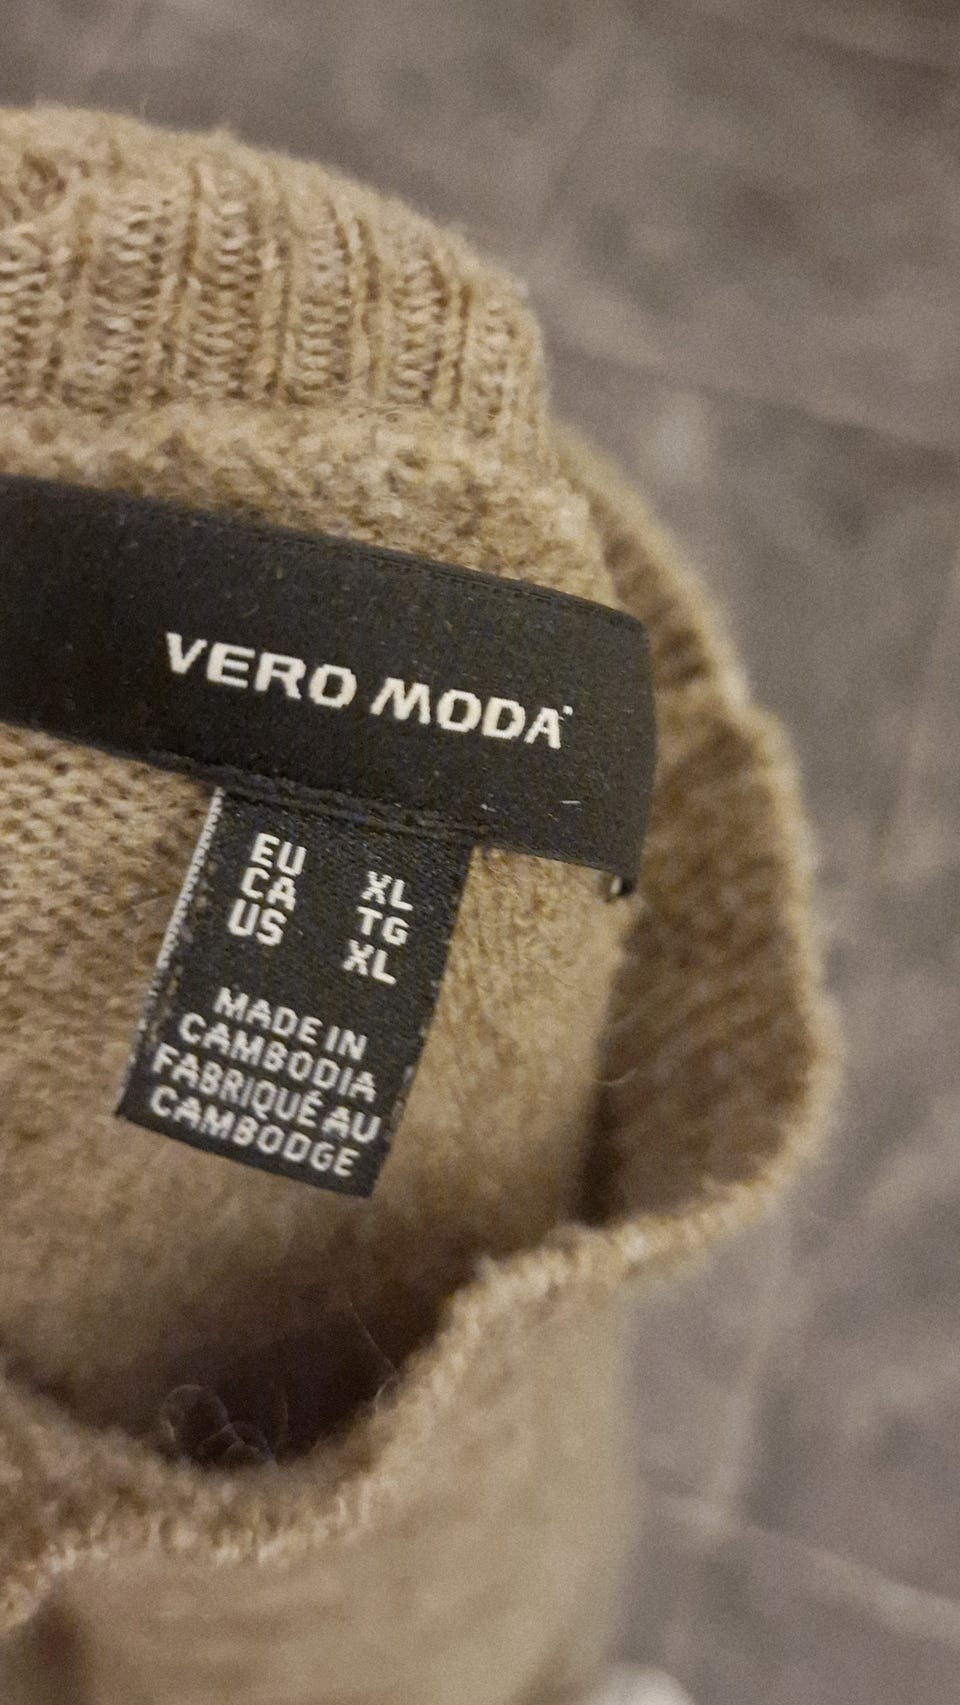 VERO MODA
EU XL
CA TG
US XL
MADE IN
CAMBODIA
FABRIQUÉ AU
CAMBODGE